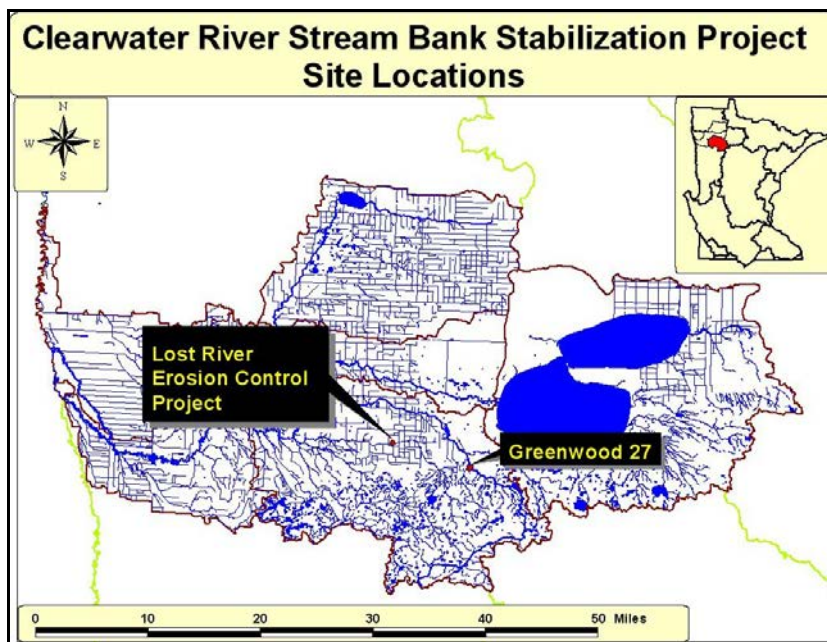 Clearwater River Stream Bank Stabilization Project
Site Locations
N
W E
S
Lost River
Erosion Control
Project
Greenwood 27
0 10 20 30 40 50 Miles